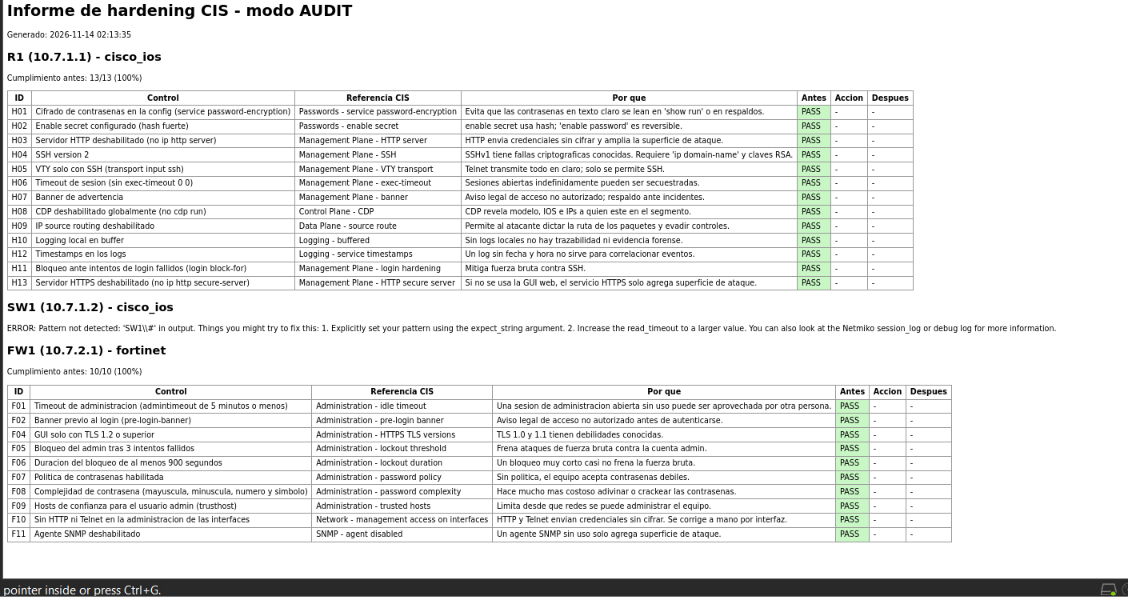 Informe de hardening CIS - modo AUDIT
Generado: 2026-11-14 02:13:35
R1 (10.7.1.1) - cisco_ios
Cumplimiento antes: 13/13 (100%)
ID Control Referencia CIS Por que Antes Accion Despues
H01 Cifrado de contrasenas en la config (service password-encryption) Passwords - service password-encryption Evita que las contrasenas en texto claro se lean en 'show run' o en respaldos. PASS - -
H02 Enable secret configurado (hash fuerte) Passwords - enable secret enable secret usa hash; 'enable password' es reversible. PASS - -
H03 Servidor HTTP deshabilitado (no ip http server) Management Plane - HTTP server HTTP envia credenciales sin cifrar y amplia la superficie de ataque. PASS - -
H04 SSH version 2 Management Plane - SSH SSHv1 tiene fallas criptograficas conocidas. Requiere 'ip domain-name' y claves RSA. PASS - -
H05 VTY solo con SSH (transport input ssh) Management Plane - VTY transport Telnet transmite todo en claro; solo se permite SSH. PASS - -
H06 Timeout de sesion (sin exec-timeout 0 0) Management Plane - exec-timeout Sesiones abiertas indefinidamente pueden ser secuestradas. PASS - -
H07 Banner de advertencia Management Plane - banner Aviso legal de acceso no autorizado; respaldo ante incidentes. PASS - -
H08 CDP deshabilitado globalmente (no cdp run) Control Plane - CDP CDP revela modelo, IOS e IPs a quien este en el segmento. PASS - -
H09 IP source routing deshabilitado Data Plane - source route Permite al atacante dictar la ruta de los paquetes y evadir controles. PASS - -
H10 Logging local en buffer Logging - buffered Sin logs locales no hay trazabilidad ni evidencia forense. PASS - -
H12 Timestamps en los logs Logging - service timestamps Un log sin fecha y hora no sirve para correlacionar eventos. PASS - -
H11 Bloqueo ante intentos de login fallidos (login block-for) Management Plane - login hardening Mitiga fuerza bruta contra SSH. PASS - -
H13 Servidor HTTPS deshabilitado (no ip http secure-server) Management Plane - HTTP secure server Si no se usa la GUI web, el servicio HTTPS solo agrega superficie de ataque. PASS - -
SW1 (10.7.1.2) - cisco_ios
ERROR: Pattern not detected: 'SW1\\#' in output. Things you might try to fix this: 1. Explicitly set your pattern using the expect_string argument. 2. Increase the read_timeout to a larger value. You can also look at the Netmiko session_log or debug log for more information.
FW1 (10.7.2.1) - fortinet
Cumplimiento antes: 10/10 (100%)
ID Control Referencia CIS Por que Antes Accion Despues
F01 Timeout de administracion (admintimeout de 5 minutos o menos) Administration - idle timeout Una sesion de administracion abierta sin uso puede ser aprovechada por otra persona. PASS - -
F02 Banner previo al login (pre-login-banner) Administration - pre-login banner Aviso legal de acceso no autorizado antes de autenticarse. PASS - -
F04 GUI solo con TLS 1.2 o superior Administration - HTTPS TLS versions TLS 1.0 y 1.1 tienen debilidades conocidas. PASS - -
F05 Bloqueo del admin tras 3 intentos fallidos Administration - lockout threshold Frena ataques de fuerza bruta contra la cuenta admin. PASS - -
F06 Duracion del bloqueo de al menos 900 segundos Administration - lockout duration Un bloqueo muy corto casi no frena la fuerza bruta. PASS - -
F07 Politica de contrasenas habilitada Administration - password policy Sin politica, el equipo acepta contrasenas debiles. PASS - -
F08 Complejidad de contrasena (mayuscula, minuscula, numero y simbolo) Administration - password complexity Hace mucho mas costoso adivinar o crackear las contrasenas. PASS - -
F09 Hosts de confianza para el usuario admin (trusthost) Administration - trusted hosts Limita desde que redes se puede administrar el equipo. PASS - -
F10 Sin HTTP ni Telnet en la administracion de las interfaces Network - management access on interfaces HTTP y Telnet envian credenciales sin cifrar. Se corrige a mano por interfaz. PASS - -
F11 Agente SNMP deshabilitado SNMP - agent disabled Un agente SNMP sin uso solo agrega superficie de ataque. PASS - -
pointer inside or press Ctrl+G.